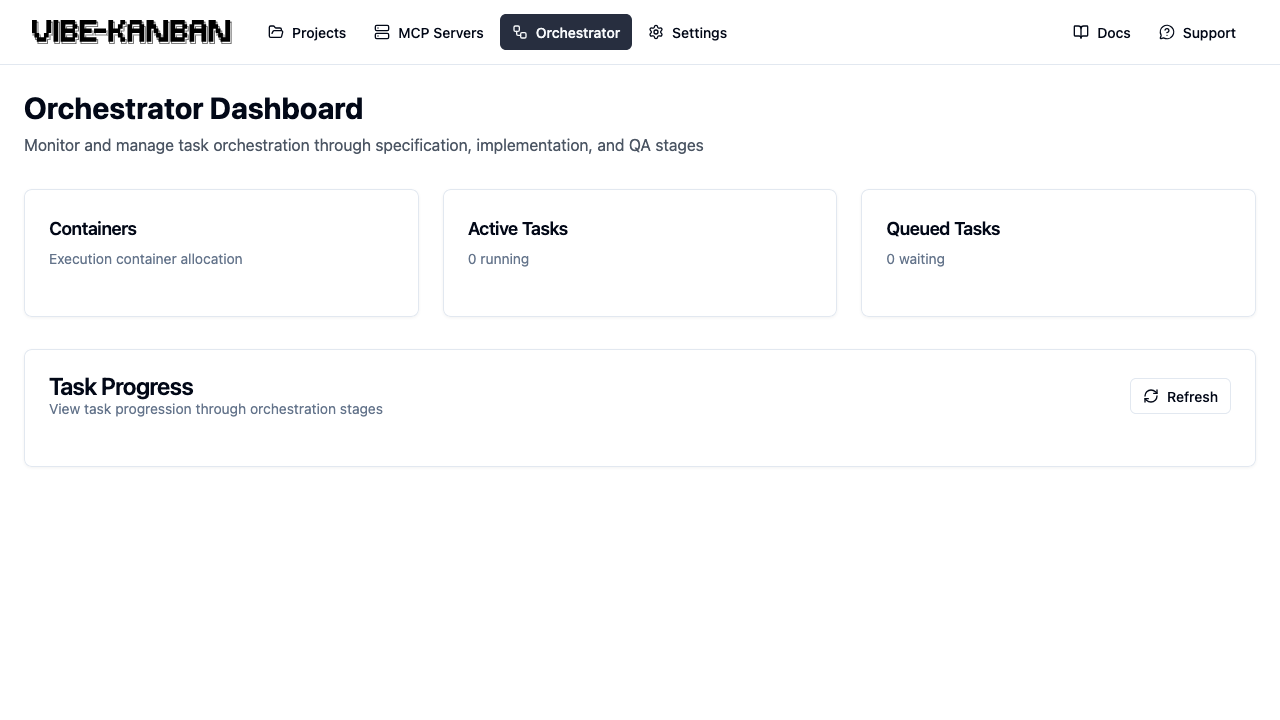 VIBE-KANBAN
Projects
MCP Servers
Orchestrator
Settings
Docs
Support
Orchestrator Dashboard
Monitor and manage task orchestration through specification, implementation, and QA stages
Containers
Execution container allocation
Active Tasks
0 running
Queued Tasks
0 waiting
Task Progress
View task progression through orchestration stages
Refresh